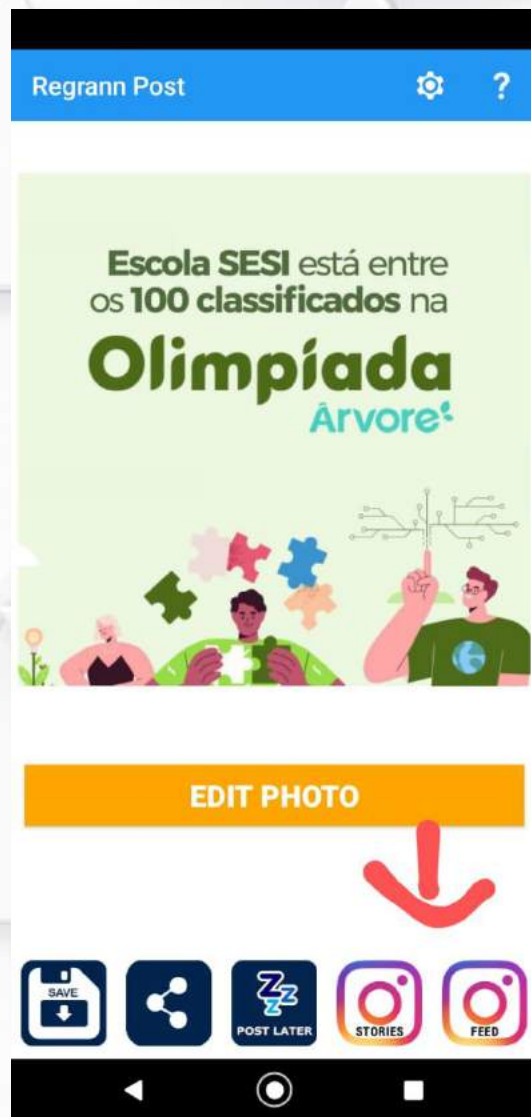 Regrann Post
?
Escola SESI está entre
os 100 classificados na
Olimpíada
Árvore
EDIT PHOTO
SAVE
ZZZ
POST LATER
STORIES
FEED